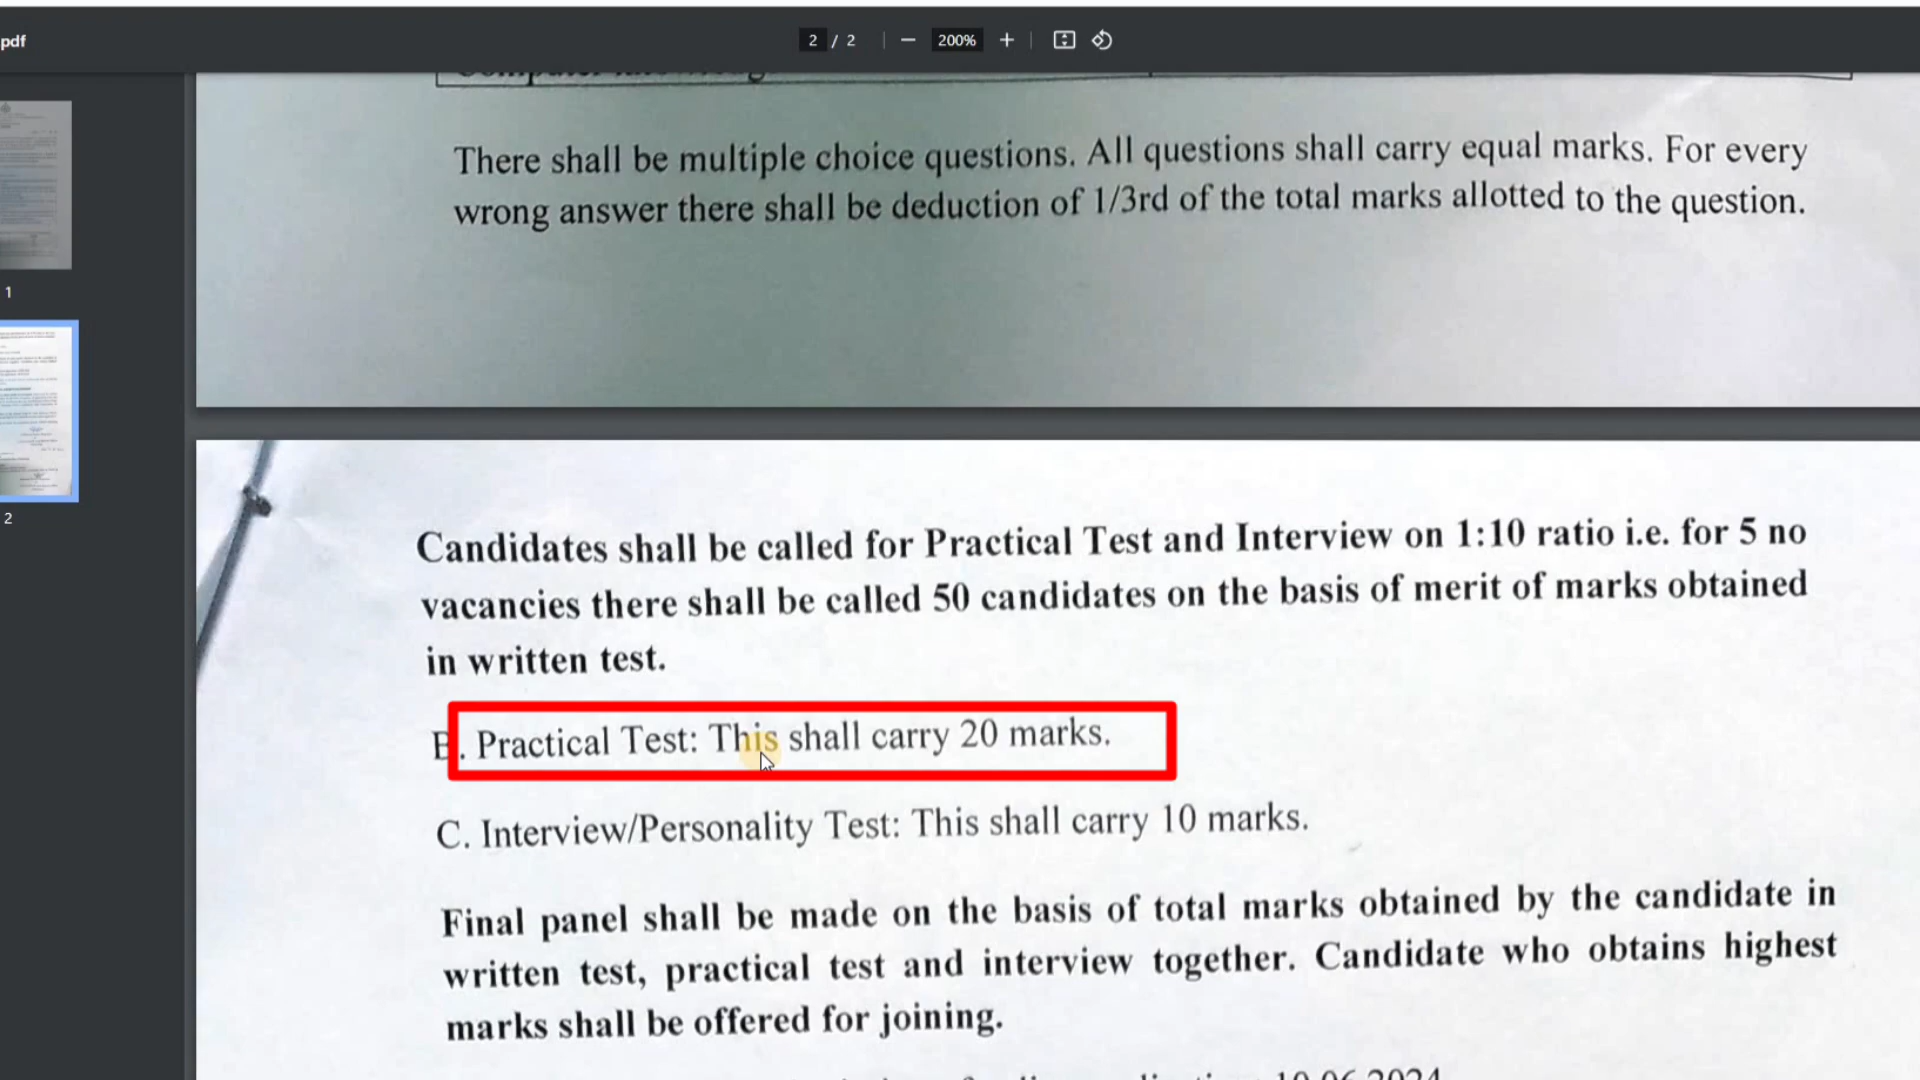 pdf
2 / 2
200%
There shall be multiple choice questions. All questions shall carry equal marks. For every
wrong answer there shall be deduction of 1/3rd of the total marks allotted to the question.
1
2
Candidates shall be called for Practical Test and Interview on 1:10 ratio i.e. for 5 no
vacancies there shall be called 50 candidates on the basis of merit of marks obtained
in written test.
B. Practical Test: This shall carry 20 marks.
C. Interview/Personality Test: This shall carry 10 marks.
Final panel shall be made on the basis of total marks obtained by the candidate in
written test, practical test and interview together. Candidate who obtains highest
marks shall be offered for joining.
10.06.2024